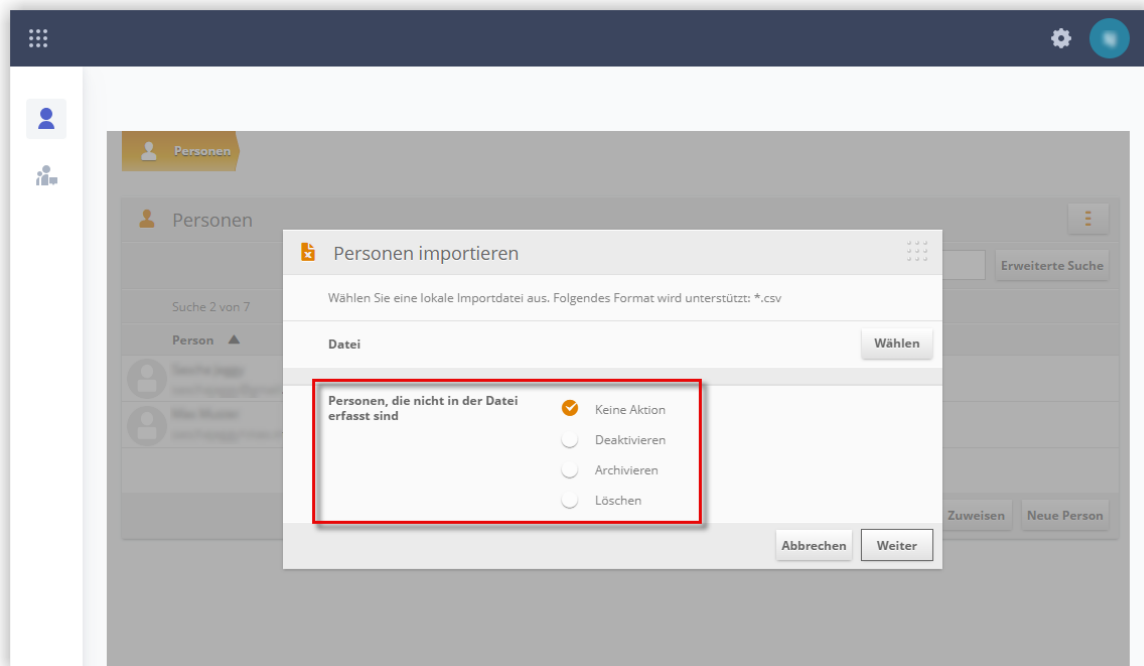 Personen
Personen
Erweiterte Suche
Suche 2 von 7
Person
Personen importieren
Wählen Sie eine lokale Importdatei aus. Folgendes Format wird unterstützt: *.csv
Datei
Wählen
Personen, die nicht in der Datei
erfasst sind
Keine Aktion
Deaktivieren
Archivieren
Löschen
Abbrechen
Weiter
Zuweisen
Neue Person